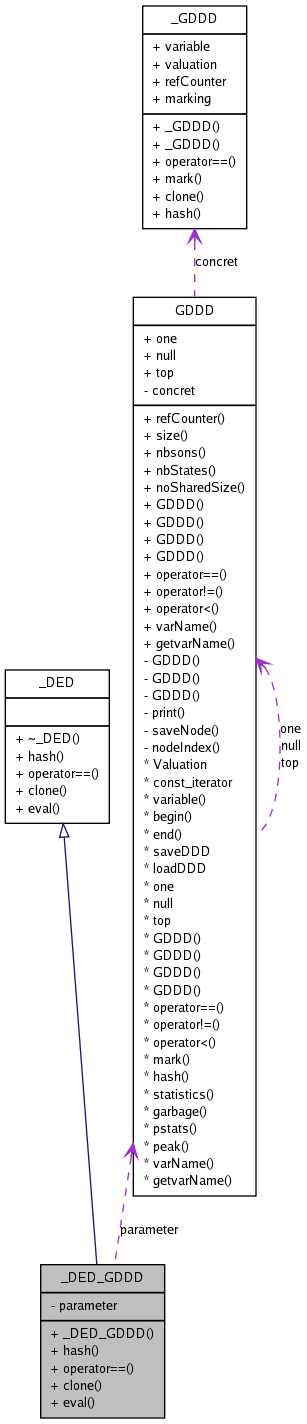 _GDDD
+ variable
+ valuation
+ refCounter
+ marking
+ _GDDD()
+ _GDDD()
+ operator==()
+ mark()
+ clone()
+ hash()
concret
GDDD
+ one
+ null
+ top
- concret
+ refCounter()
+ size()
+ nbsons()
+ nbStates()
+ noSharedSize()
+ GDDD()
+ GDDD()
+ GDDD()
+ GDDD()
+ operator==()
+ operator!=()
+ operator<()
+ varName()
+ getvarName()
- GDDD()
- GDDD()
- GDDD()
- print()
- saveNode()
- nodeIndex()
* Valuation
* const_iterator
* variable()
* begin()
* end()
* saveDDD
* loadDDD
* one
* null
* top
* GDDD()
* GDDD()
* GDDD()
* GDDD()
* operator==()
* operator!=()
* operator<()
* mark()
* hash()
* statistics()
* garbage()
* pstats()
* peak()
* varName()
* getvarName()
one
null
top
_DED
+ ~_DED()
+ hash()
+ operator==()
+ clone()
+ eval()
parameter
_DED_GDDD
- parameter
+ _DED_GDDD()
+ hash()
+ operator==()
+ clone()
+ eval()